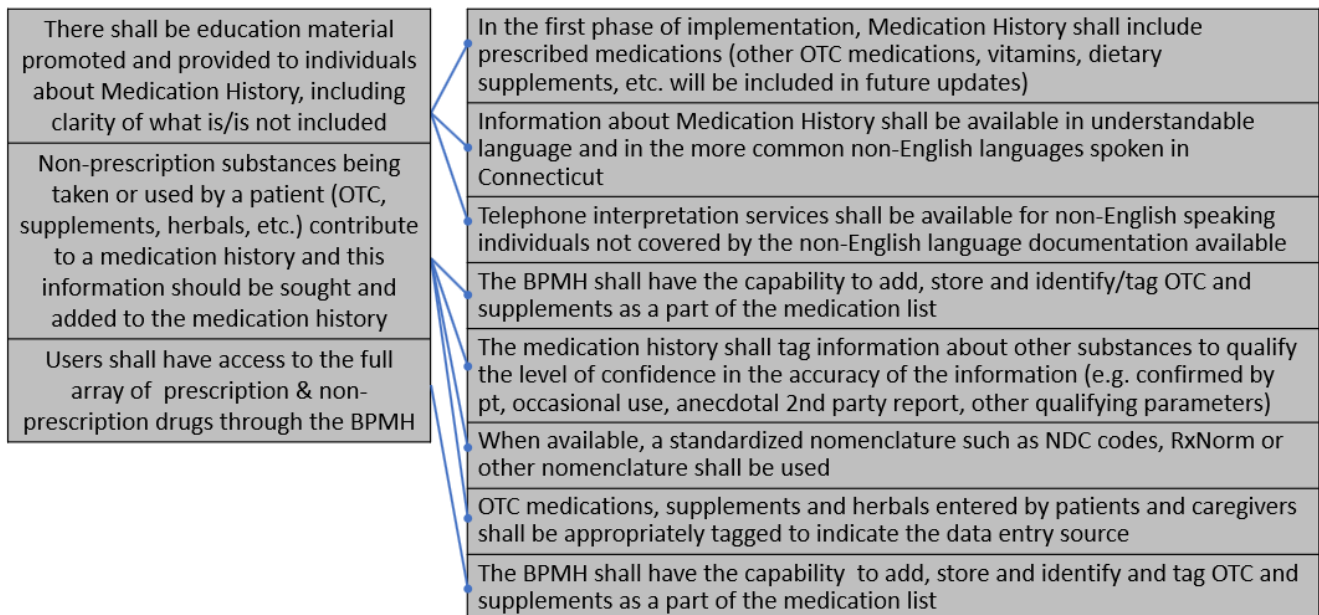 There shall be education material
promoted and provided to individuals
about Medication History, including
clarity of what is/is not included
Non-prescription substances being
taken or used by a patient (OTC,
supplements, herbals, etc.) contribute
to a medication history and this
information should be sought and
added to the medication history
Users shall have access to the full
array of prescription & non-
prescription drugs through the BPMH
In the first phase of implementation, Medication History shall include
prescribed medications (other OTC medications, vitamins, dietary
supplements, etc. will be included in future updates)
Information about Medication History shall be available in understandable
language and in the more common non-English languages spoken in
Connecticut
Telephone interpretation services shall be available for non-English speaking
individuals not covered by the non-English language documentation available
The BPMH shall have the capability to add, store and identify/tag OTC and
supplements as a part of the medication list
The medication history shall tag information about other substances to qualify
the level of confidence in the accuracy of the information (e.g. confirmed by
pt, occasional use, anecdotal 2nd party report, other qualifying parameters)
When available, a standardized nomenclature such as NDC codes, RxNorm or
other nomenclature shall be used
OTC medications, supplements and herbals entered by patients and caregivers
shall be appropriately tagged to indicate the data entry source
The BPMH shall have the capability to add, store and identify and tag OTC and
supplements as a part of the medication list